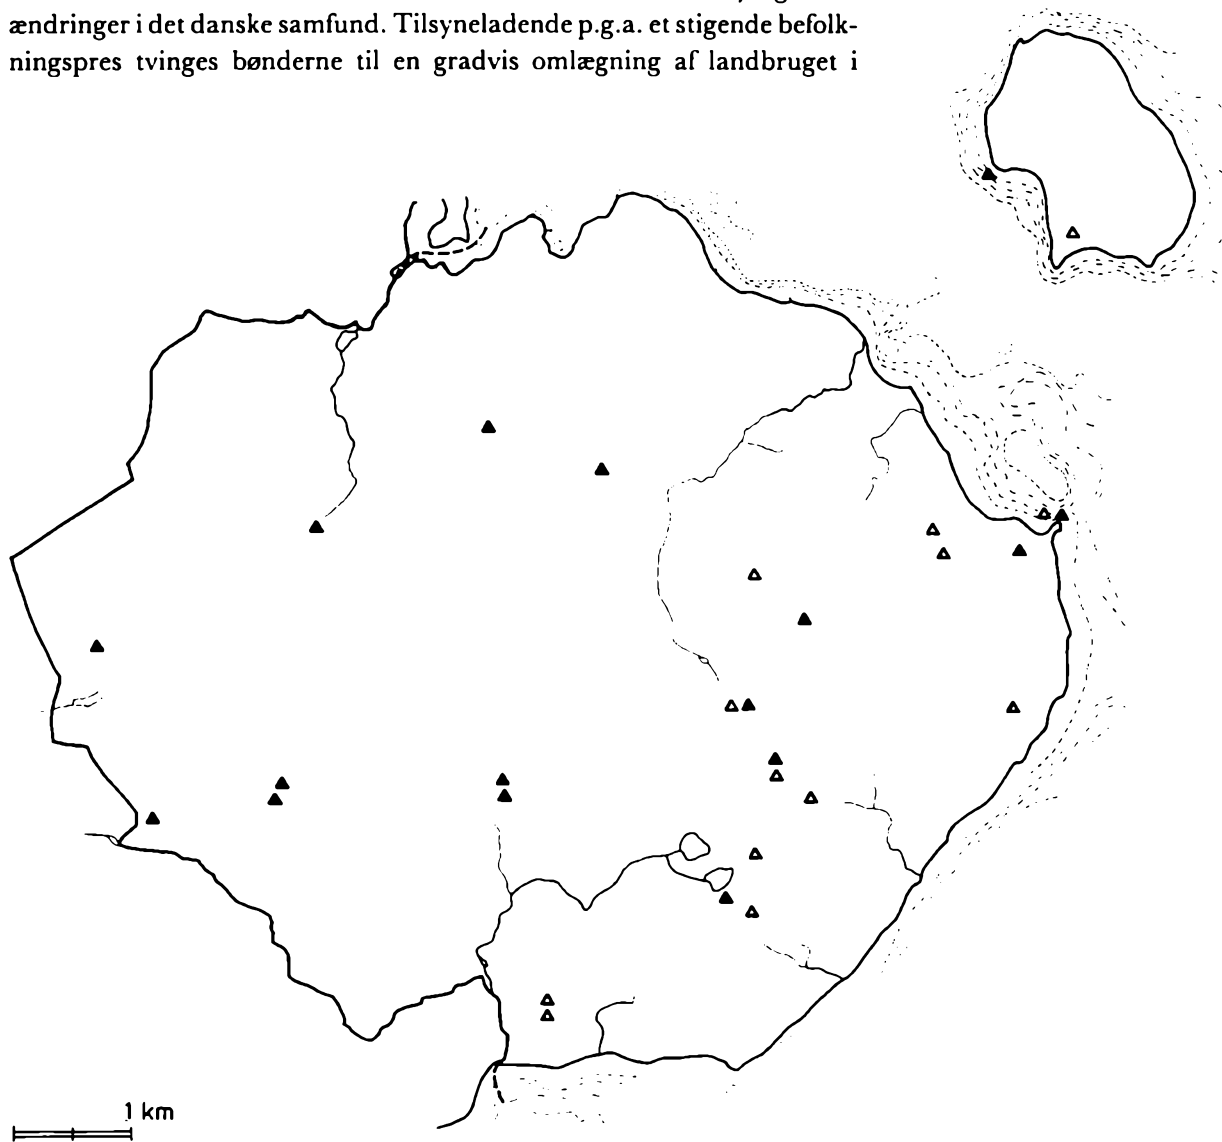 ændringer i det danske samfund. Tilsyneladende p.g.a. et stigende befolk-
ningspres tvinges bønderne til en gradvis omlægning af landbruget i
1 km